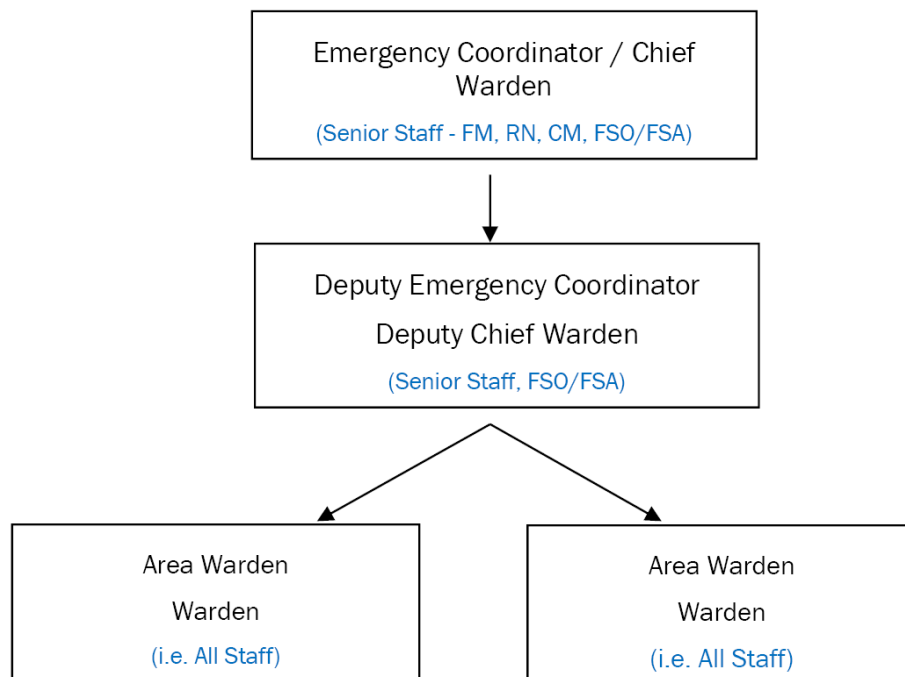 Emergency Coordinator / Chief
Warden
(Senior Staff - FM, RN, CM, FSO/FSA)
Deputy Emergency Coordinator
Deputy Chief Warden
(Senior Staff, FSO/FSA)
Area Warden
Warden
(i.e. All Staff)
Area Warden
Warden
(i.e. All Staff)